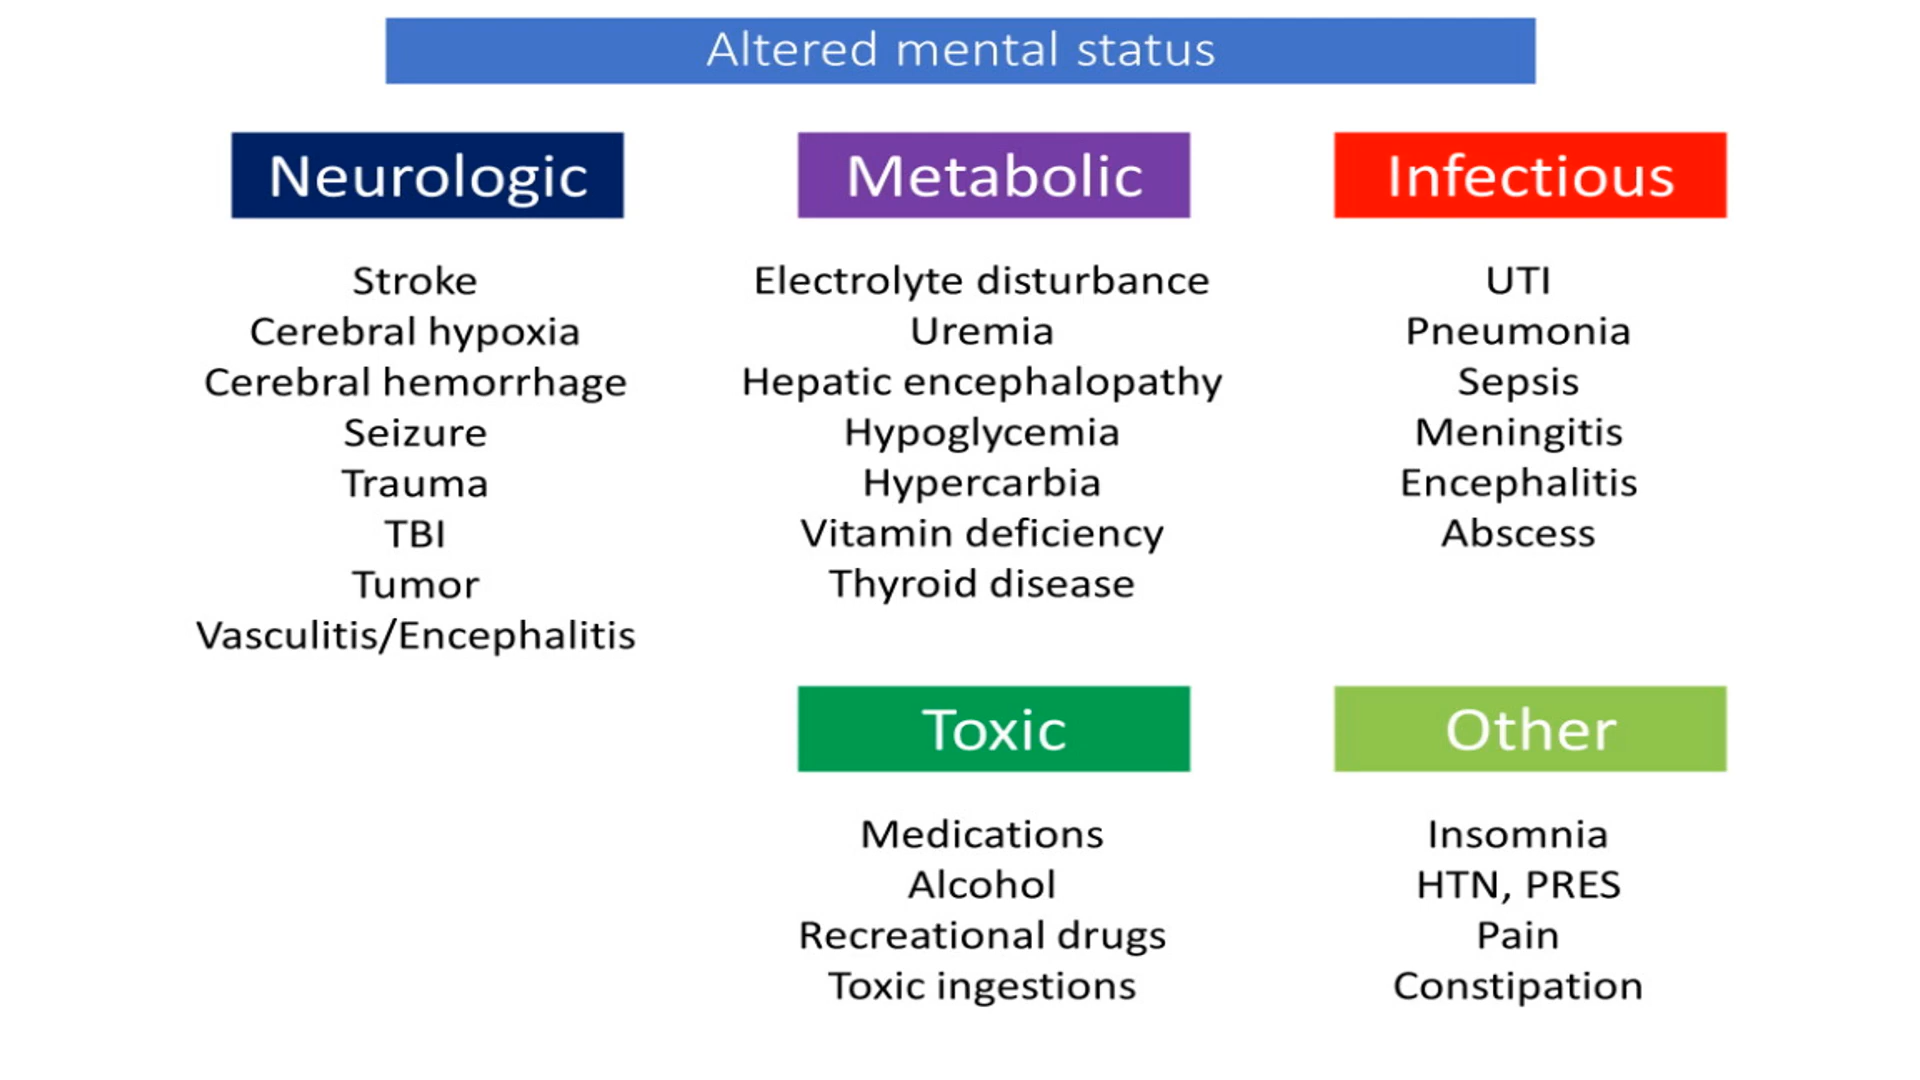 Altered mental status
Neurologic
Stroke
Cerebral hypoxia
Cerebral hemorrhage
Seizure
Trauma
TBI
Tumor
Vasculitis/Encephalitis
Metabolic
Electrolyte disturbance
Uremia
Hepatic encephalopathy
Hypoglycemia
Hypercarbia
Vitamin deficiency
Thyroid disease
Infectious
UTI
Pneumonia
Sepsis
Meningitis
Encephalitis
Abscess
Toxic
Medications
Alcohol
Recreational drugs
Toxic ingestions
Other
Insomnia
HTN, PRES
Pain
Constipation